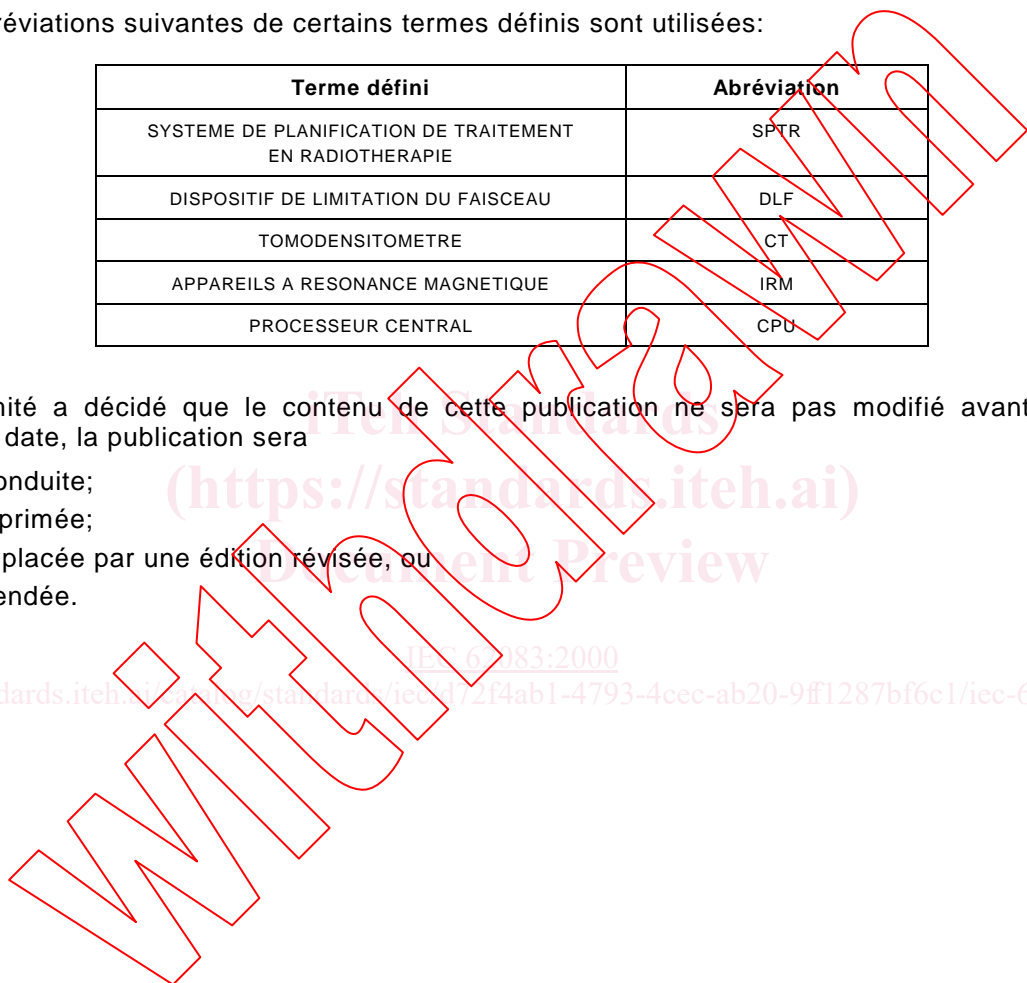 réviations suivantes de certains termes définis sont utilisées:
Terme défini Abréviation
SYSTEME DE PLANIFICATION DE TRAITEMENT SPTR
EN RADIOTHERAPIE
DISPOSITIF DE LIMITATION DU FAISCEAU DLF
TOMODENSITOMETRE CT
APPAREILS A RESONANCE MAGNETIQUE IRM
PROCESSEUR CENTRAL CPU
mité a décidé que le contenu de cette publication ne sera pas modifié avant
date, la publication sera
onduite;
primée;
placée par une édition révisée, ou
endée.
iTeh Standards
(https://standards.iteh.ai)
Document Preview
IEC 62083:2000
dards.iteh.ai/catalog/standards/iec/d72f4ab1-4793-4cec-ab20-9ff1287bf6c1/iec-6
withdrawn